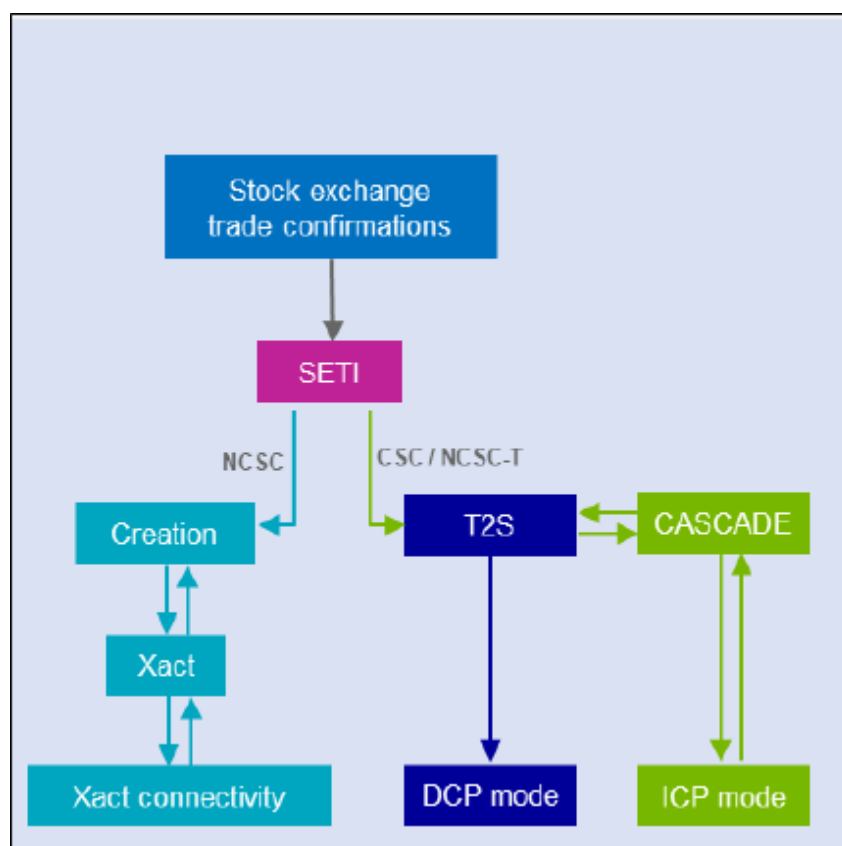 Stock exchange
trade confirmations
SETI
NCSC
CSC / NCSC-T
Creation
T2S
CASCADE
Xact
Xact connectivity
DCP mode
ICP mode